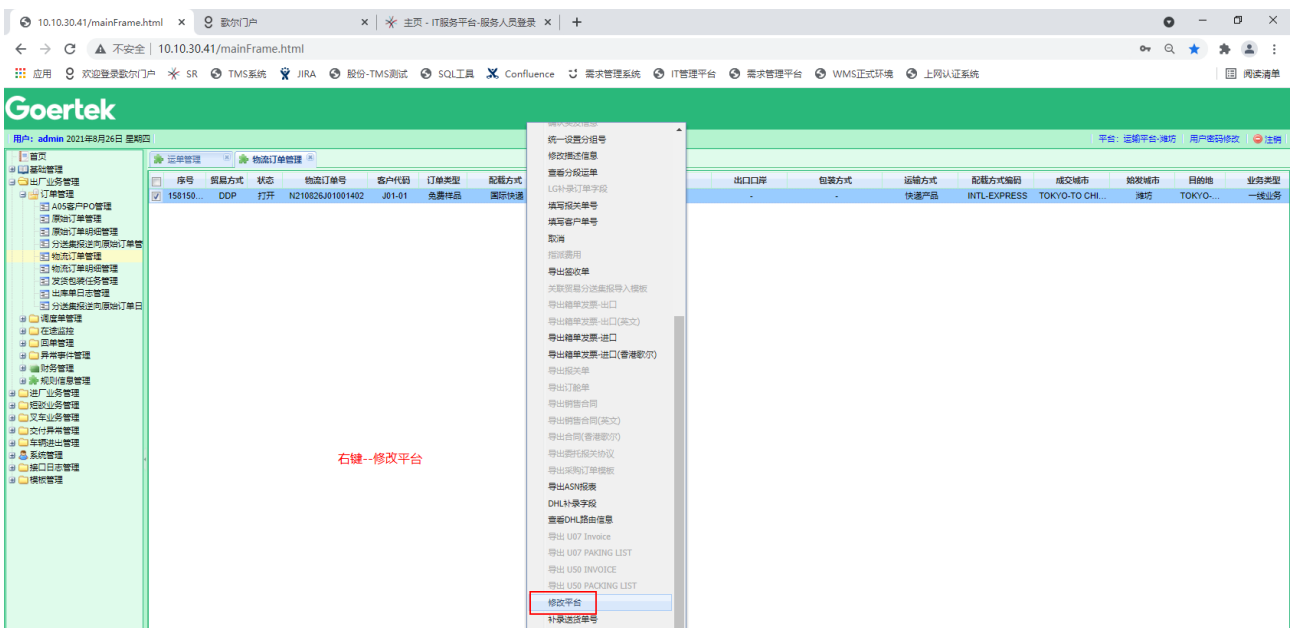 10.10.30.41/mainFrame.html
歌尔门户
主页 - IT服务平台-服务人员登录
不安全 | 10.10.30.41/mainFrame.html
应用 欢迎登录歌尔门户 SR TMS系统 JIRA 股份-TMS测试 SQL工具 Confluence 需求管理系统 IT管理平台 需求管理平台 WMS正式环境 上网认证系统 阅读清单
Goertek
用户: admin 2021年8月26日 星期四
平台: 运输平台-潍坊 用户密码修改 注销
首页
基础管理
出厂业务管理
订单管理
A05客户PO管理
原始订单管理
原始订单明细管理
分送集报逆向原始订单管
物流订单管理
物流订单明细管理
发货包装任务管理
出库单日志管理
分送集报逆向原始订单日
调度单管理
在途监控
回单管理
异常事件管理
财务管理
规则信息管理
进厂业务管理
短驳业务管理
叉车业务管理
交付异常管理
车辆进出管理
系统管理
接口日志管理
模板管理
运单管理 物流订单管理
序号 贸易方式 状态 物流订单号 客户代码 订单类型 配载方式 出口口岸 包装方式 运输方式 配载方式编码 成交城市 始发城市 目的地 业务类型
158150... DDP 打开 N210826J01001402 J01-01 免费样品 国际快递 - - 快递产品 INTL-EXPRESS TOKYO-TO CHI... 潍坊 TOKYO-... 一线业务
统一设置分组号
修改描述信息
查看分段运单
LG补录订单字段
填写报关单号
填写客户单号
取消
指派费用
导出签收单
关联贸易分送集报导入模板
导出箱单发票-出口
导出箱单发票-出口(英文)
导出箱单发票-进口
导出箱单发票-进口(香港歌尔)
导出报关单
导出订舱单
导出销售合同
导出销售合同(英文)
导出合同(香港歌尔)
导出委托报关协议
导出采购订单模板
导出ASN报表
DHL补录字段
查看DHL路由信息
导出 U07 Invoice
导出 U07 PAKING LIST
导出 U50 INVOICE
导出 U50 PACKING LIST
修改平台
补录送货单号
右键--修改平台